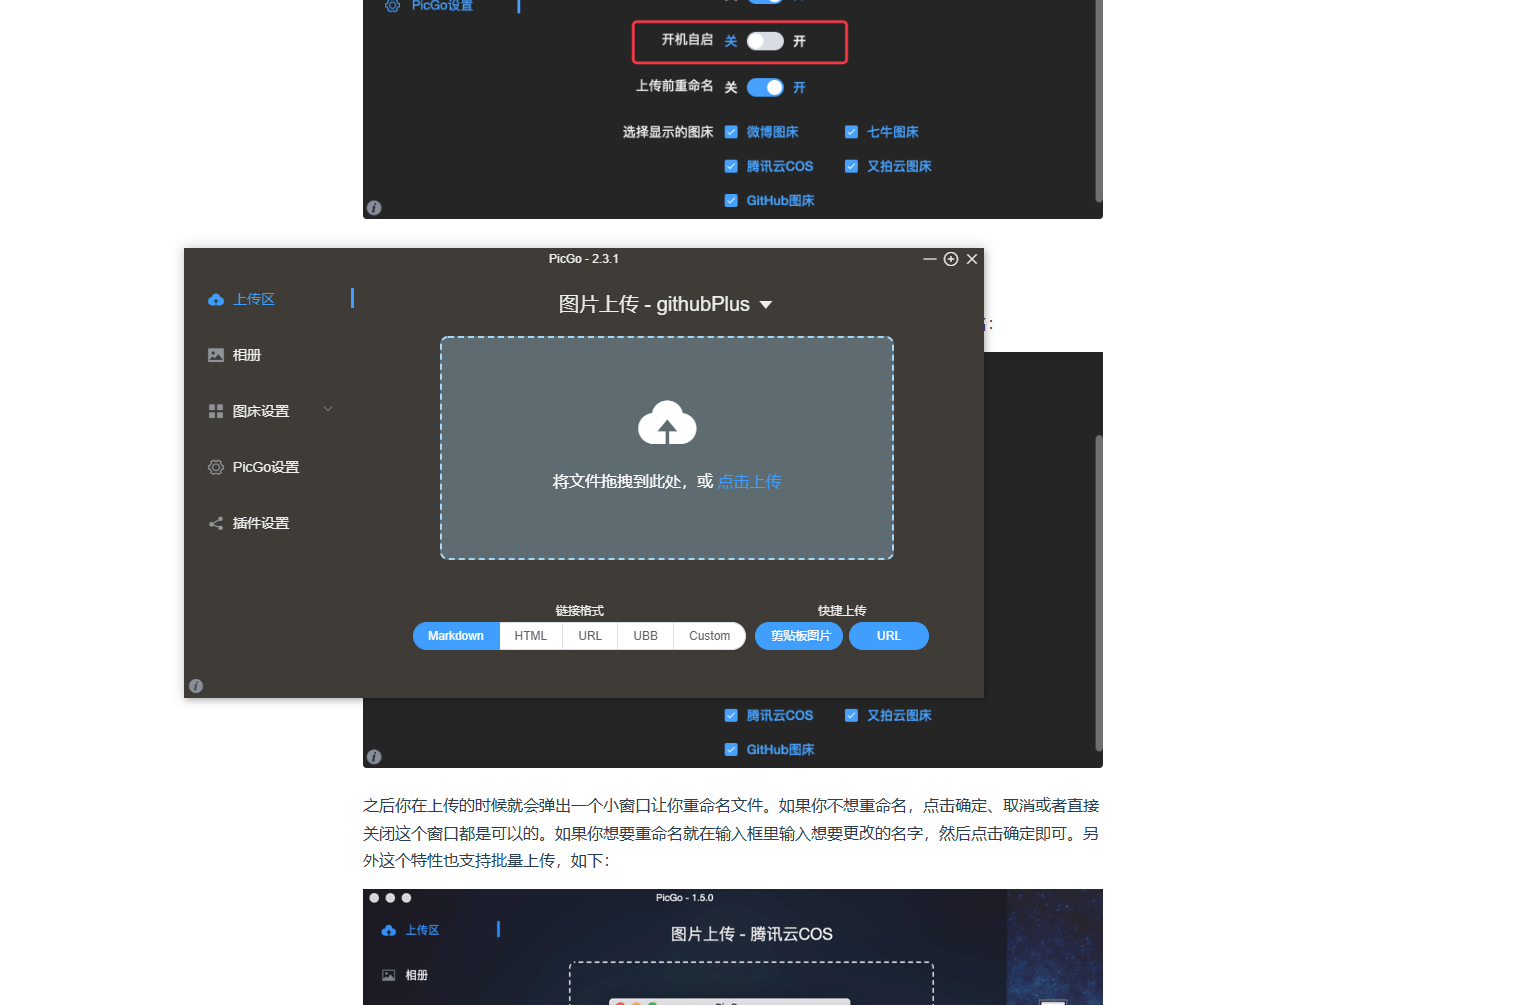 PicGo设置
开机自启 关 开
上传前重命名 关 开
选择显示的图床 微博图床 七牛图床
腾讯云COS 又拍云图床
GitHub图床
PicGo - 2.3.1
上传区
图片上传 - githubPlus
：
相册
图床设置
PicGo设置
将文件拖拽到此处，或 点击上传
插件设置
链接格式 快捷上传
Markdown HTML URL UBB Custom 剪贴板图片 URL
腾讯云COS 又拍云图床
GitHub图床
之后你在上传的时候就会弹出一个小窗口让你重命名文件。如果你不想重命名，点击确定、取消或者直接
关闭这个窗口都是可以的。如果你想要重命名就在输入框里输入想要更改的名字，然后点击确定即可。另
外这个特性也支持批量上传，如下：
PicGo - 1.5.0
上传区
图片上传 - 腾讯云COS
相册